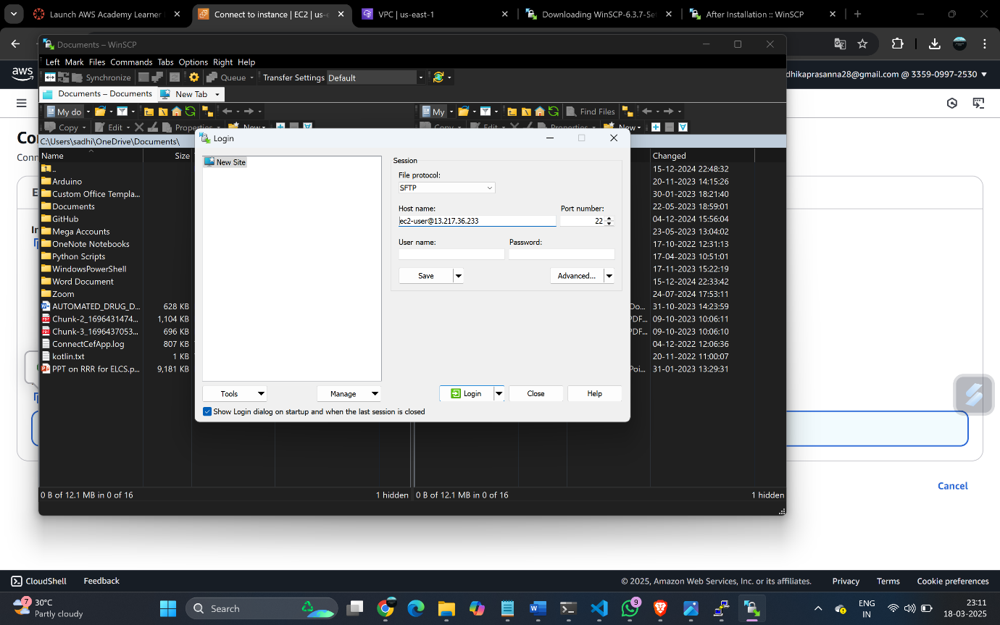 Launch AWS Academy Learner
Connect to instance | EC2 | us-e
VPC | us-east-1
Downloading WinSCP-6.3.7-Se
After Installation :: WinSCP
Documents – WinSCP
Left Mark Files Commands Tabs Options Right Help
Synchronize Queue Transfer Settings Default
aws
dhikaprasanna28@gmail.com @ 3359-0997-2530
Documents – Documents New Tab
My do
My Find Files
Copy Edit Properties New
Copy Edit Properties New
C:\Users\sadhi\OneDrive\Documents\
Name Size
Changed
..
15-12-2024 22:48:32
Arduino
20-11-2023 14:15:26
Custom Office Templa...
30-01-2023 18:21:40
Documents
22-05-2023 18:59:01
GitHub
04-12-2022 15:56:04
Mega Accounts
23-05-2023 13:04:02
OneNote Notebooks
17-10-2022 12:31:13
Python Scripts
17-04-2023 10:51:01
WindowsPowerShell
17-11-2023 15:22:19
Word Document
15-12-2024 22:33:42
Zoom
24-07-2024 17:53:11
AUTOMATED_DRUG_D... 628 KB
Do... 31-10-2023 14:23:59
Chunk-2_1696431474... 1,104 KB
PDF... 09-10-2023 10:06:11
Chunk-3_1696437053... 696 KB
PDF... 09-10-2023 10:06:10
ConnectCefApp.log 807 KB
04-12-2022 12:06:36
kotlin.txt 1 KB
20-11-2022 11:00:07
PPT on RRR for ELCS.p... 9,181 KB
Poi... 31-01-2023 13:29:31
Login
New Site
Session
File protocol:
SFTP
Host name: Port number:
ec2-user@13.217.36.233 22
User name: Password:
Save Advanced...
Tools Manage Login Close Help
Show Login dialog on startup and when the last session is closed
0 B of 12.1 MB in 0 of 16 1 hidden
0 B of 12.1 MB in 0 of 16 1 hidden
Co
Conn
E
In
Cancel
CloudShell Feedback
© 2025, Amazon Web Services, Inc. or its affiliates. Privacy Terms Cookie preferences
7
30°C
Partly cloudy
Search
9
ENG
IN
23:11
18-03-2025